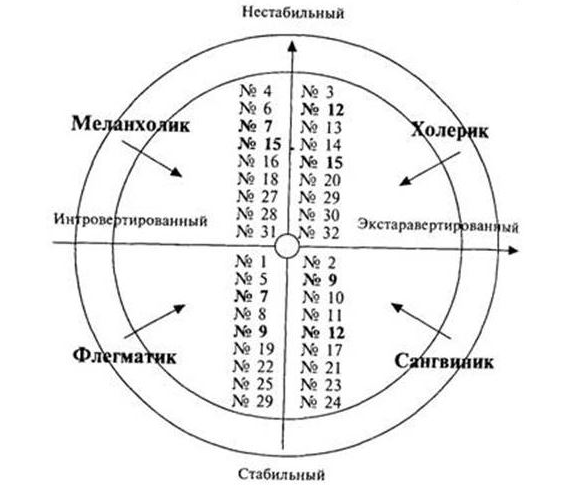 Нестабильный
№ 4 № 3
№ 6 № 12
Меланхолик № 7 № 13 Холерик
№ 15 № 14
№ 16 № 15
№ 18 № 20
№ 27 № 29
Интровертированный № 28 № 30 Экстаравертированный
№ 31 № 32
№ 1 № 2
№ 5 № 9
№ 7 № 10
№ 8 № 11
Флегматик № 9 № 12 Сангвиник
№ 19 № 17
№ 22 № 21
№ 25 № 23
№ 29 № 24
Стабильный